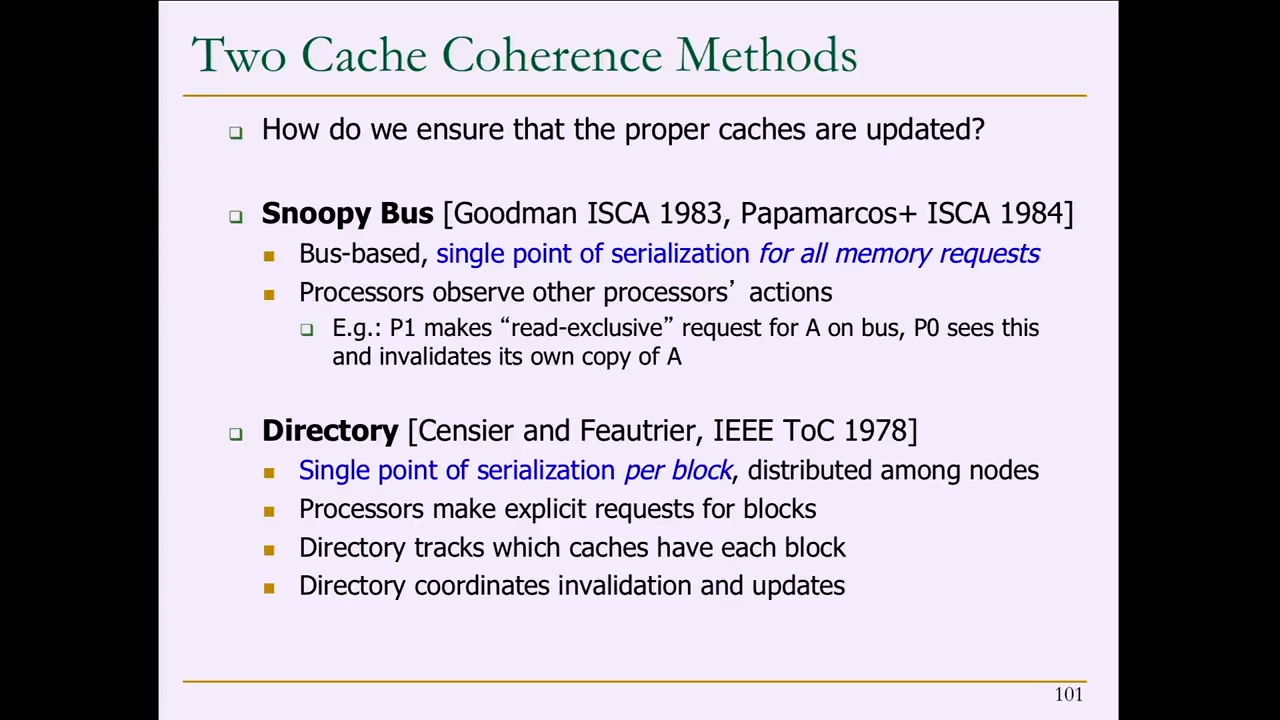 Two Cache Coherence Methods
How do we ensure that the proper caches are updated?
Snoopy Bus [Goodman ISCA 1983, Papamarcos+ ISCA 1984]
Bus-based, single point of serialization for all memory requests
Processors observe other processors’ actions
E.g.: P1 makes “read-exclusive” request for A on bus, P0 sees this
and invalidates its own copy of A
Directory [Censier and Feautrier, IEEE ToC 1978]
Single point of serialization per block, distributed among nodes
Processors make explicit requests for blocks
Directory tracks which caches have each block
Directory coordinates invalidation and updates
101